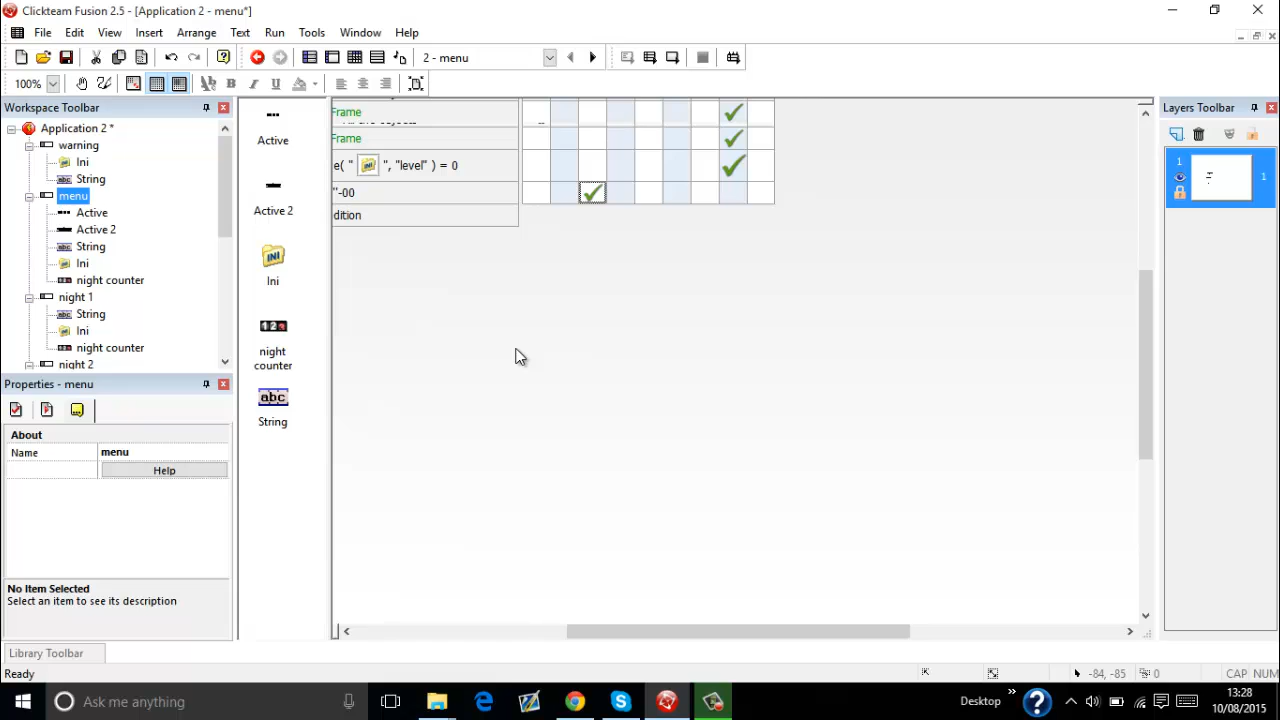 Clickteam Fusion 2.5 - [Application 2 - menu*]
File Edit View Insert Arrange Text Run Tools Window Help
2 - menu
100%
Workspace Toolbar
Application 2 *
warning
Ini
String
menu
Active
Active 2
String
Ini
night counter
night 1
String
Ini
night counter
night 2
Properties - menu
About
Name menu
Help
No Item Selected
Select an item to see its description
Library Toolbar
Ready
Active
Active 2
Ini
night
counter
abc
String
Frame
Frame
e( " ", "level" ) = 0
"-00
dition
Layers Toolbar
1
1
-84, -85
0
CAP NUM
Ask me anything
Desktop
13:28
10/08/2015